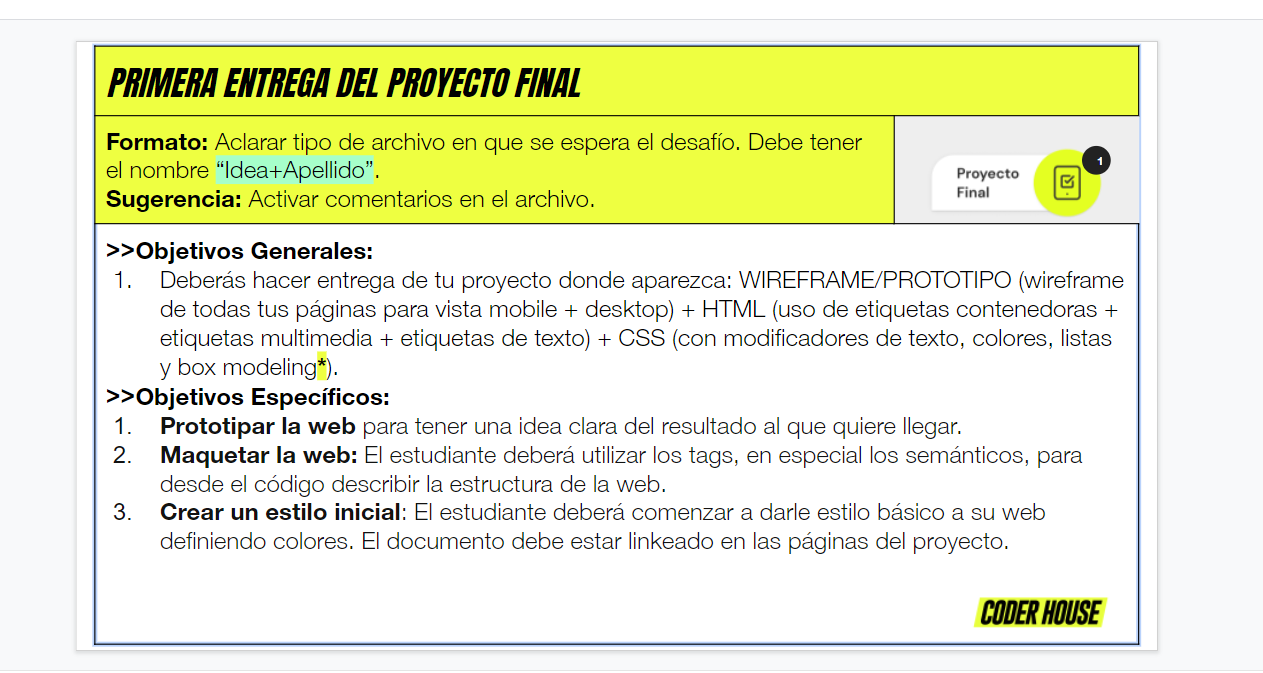 PRIMERA ENTREGA DEL PROYECTO FINAL
Formato: Aclarar tipo de archivo en que se espera el desafío. Debe tener
el nombre “Idea+Apellido”.
Sugerencia: Activar comentarios en el archivo.
Proyecto
Final
1
>>Objetivos Generales:
1. Deberás hacer entrega de tu proyecto donde aparezca: WIREFRAME/PROTOTIPO (wireframe
de todas tus páginas para vista mobile + desktop) + HTML (uso de etiquetas contenedoras +
etiquetas multimedia + etiquetas de texto) + CSS (con modificadores de texto, colores, listas
y box modeling*).
>>Objetivos Específicos:
1. Prototipar la web para tener una idea clara del resultado al que quiere llegar.
2. Maquetar la web: El estudiante deberá utilizar los tags, en especial los semánticos, para
desde el código describir la estructura de la web.
3. Crear un estilo inicial: El estudiante deberá comenzar a darle estilo básico a su web
definiendo colores. El documento debe estar linkeado en las páginas del proyecto.
CODER HOUSE